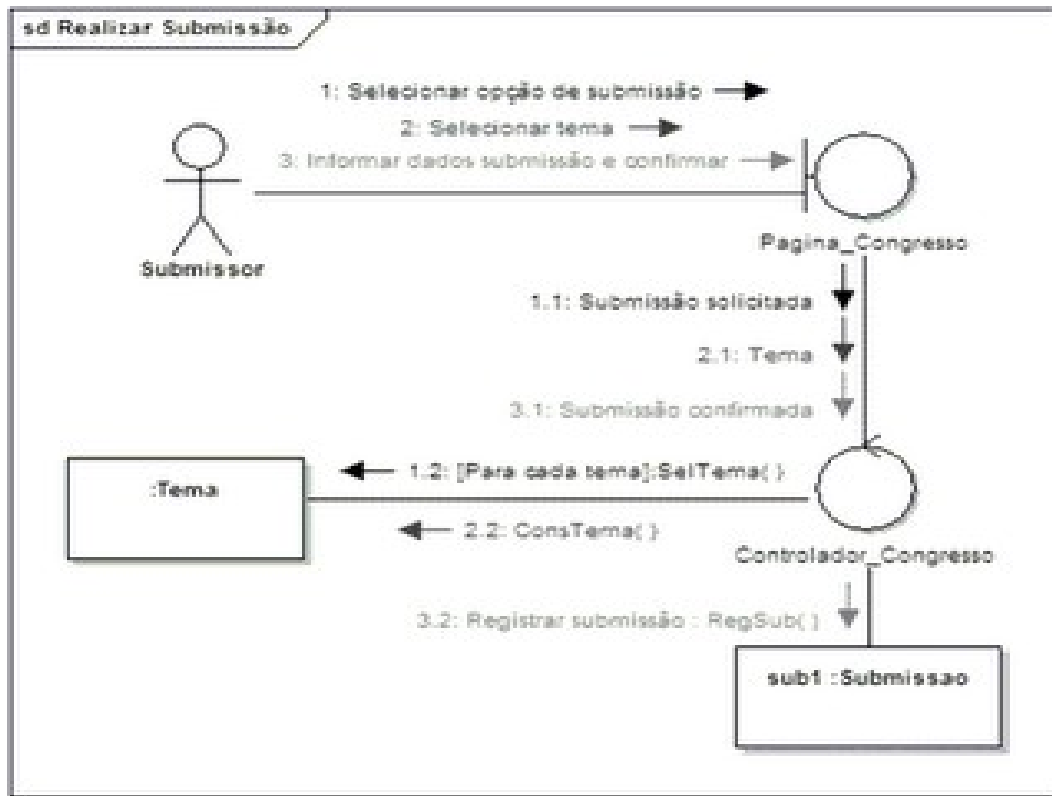 sd Realizar Submissão
1: Selecionar opção de submissão
2: Selecionar tema
3: Informar dados submissão e confirmar
Submissor
Pagina_Congresso
1.1: Submissão solicitada
2.1: Tema
3.1: Submissão confirmada
:Tema
1.2: [Para cada tema]:SelTema( )
2.2: ConsTema( )
Controlador_Congresso
3.2: Registrar submissão : RegSub( )
sub1 :Submissao